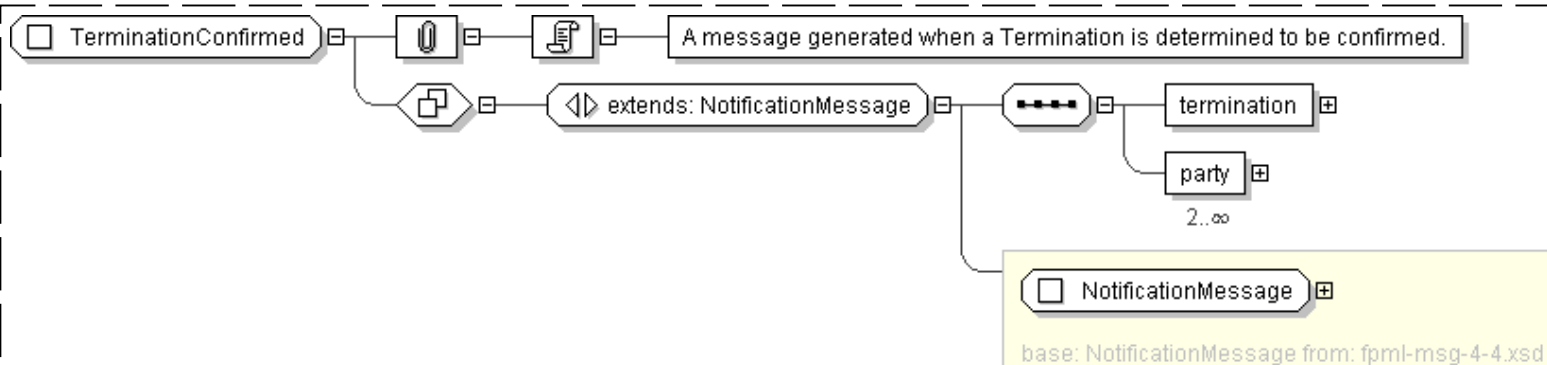 TerminationConfirmed
A message generated when a Termination is determined to be confirmed.
extends: NotificationMessage
termination
party
2..∞
NotificationMessage
base: NotificationMessage from: fpml-msg-4-4.xsd